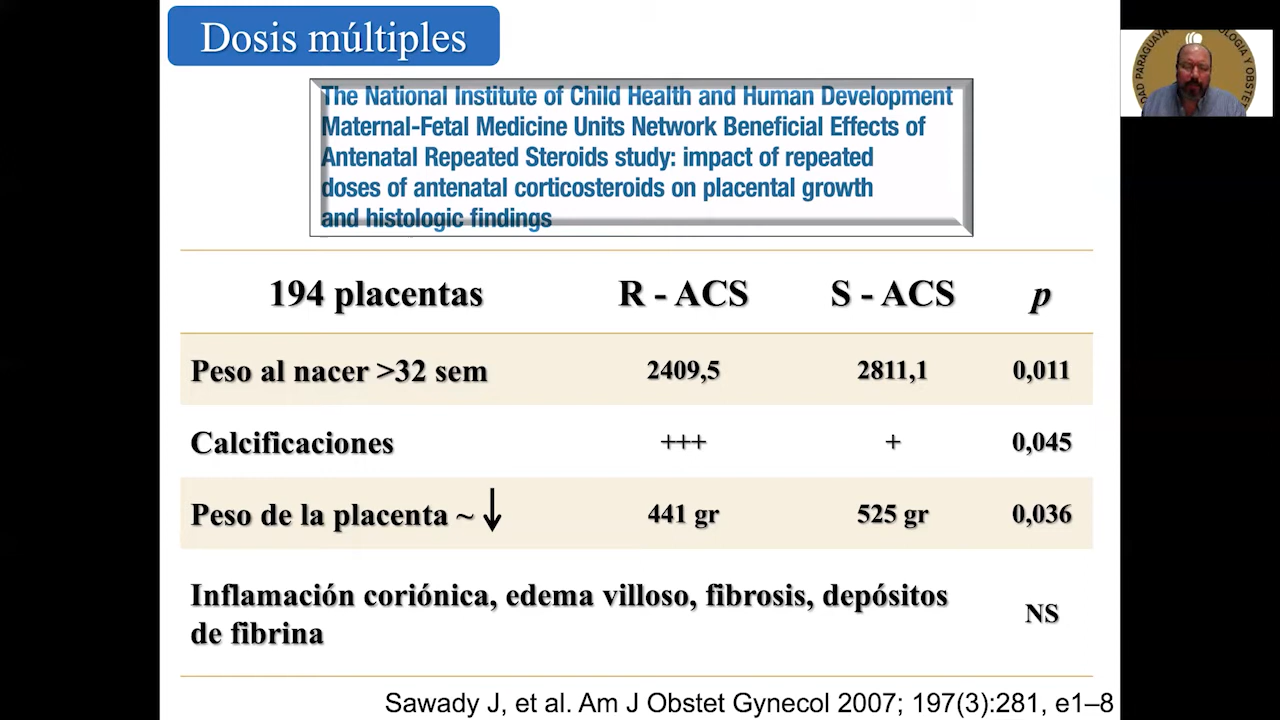 Dosis múltiples
The National Institute of Child Health and Human Development
Maternal-Fetal Medicine Units Network Beneficial Effects of
Antenatal Repeated Steroids study: impact of repeated
doses of antenatal corticosteroids on placental growth
and histologic findings
194 placentas R - ACS S - ACS p
Peso al nacer >32 sem 2409,5 2811,1 0,011
Calcificaciones +++ + 0,045
Peso de la placenta ~ ↓ 441 gr 525 gr 0,036
Inflamación coriónica, edema villoso, fibrosis, depósitos
de fibrina NS
Sawady J, et al. Am J Obstet Gynecol 2007; 197(3):281, e1–8